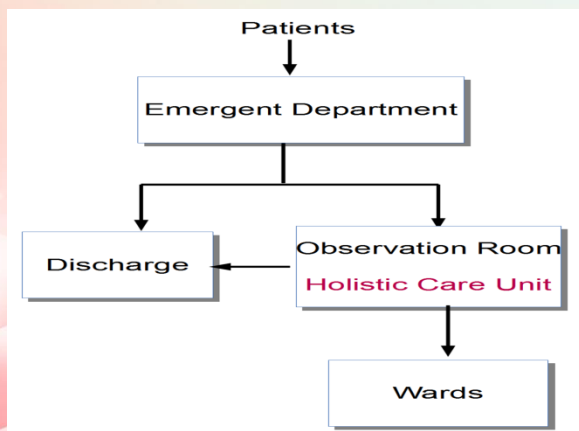 Patients
Emergent Department
Discharge
Observation Room
Holistic Care Unit
Wards